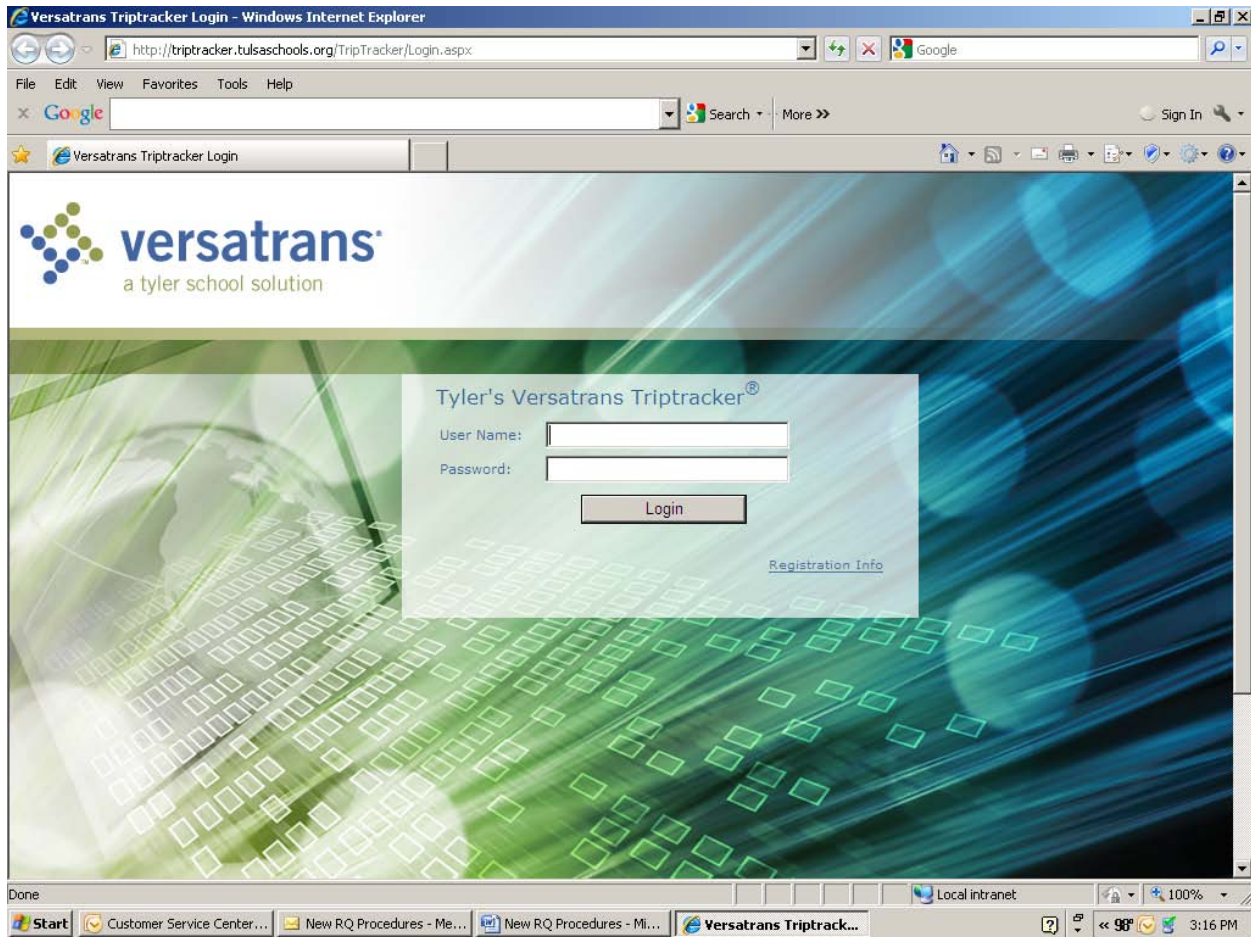 Versatrans Triptracker Login - Windows Internet Explorer
http://triptracker.tulsaschools.org/TripTracker/Login.aspx
Google
File Edit View Favorites Tools Help
Google Search More >> Sign In
Versatrans Triptracker Login
versatrans
a tyler school solution
Tyler's Versatrans Triptracker®
User Name:
Password:
Login
Registration Info
Done Local intranet 100%
Start Customer Service Center... New RQ Procedures - Me... New RQ Procedures - Mi... Versatrans Triptrack... « 98° 3:16 PM